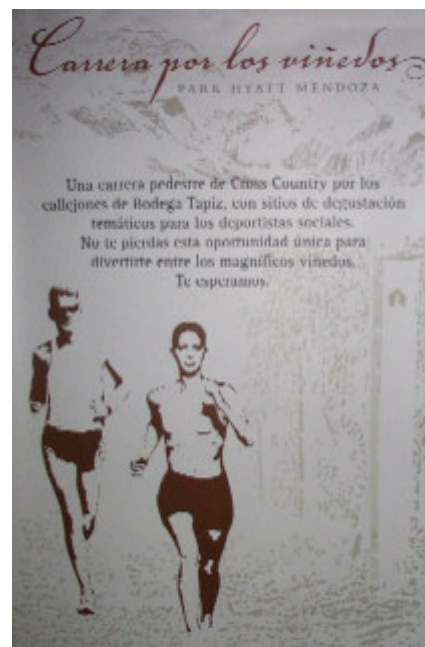 Carrera por los viñedos
PARK HYATT MENDOZA
Una carrera pedestre de Cross Country por los
callejones de Bodega Tapiz, con sitios de degustación
temáticos para los deportistas sociales.
No te pierdas esta oportunidad única para
divertirte entre los magníficos viñedos.
Te esperamos.